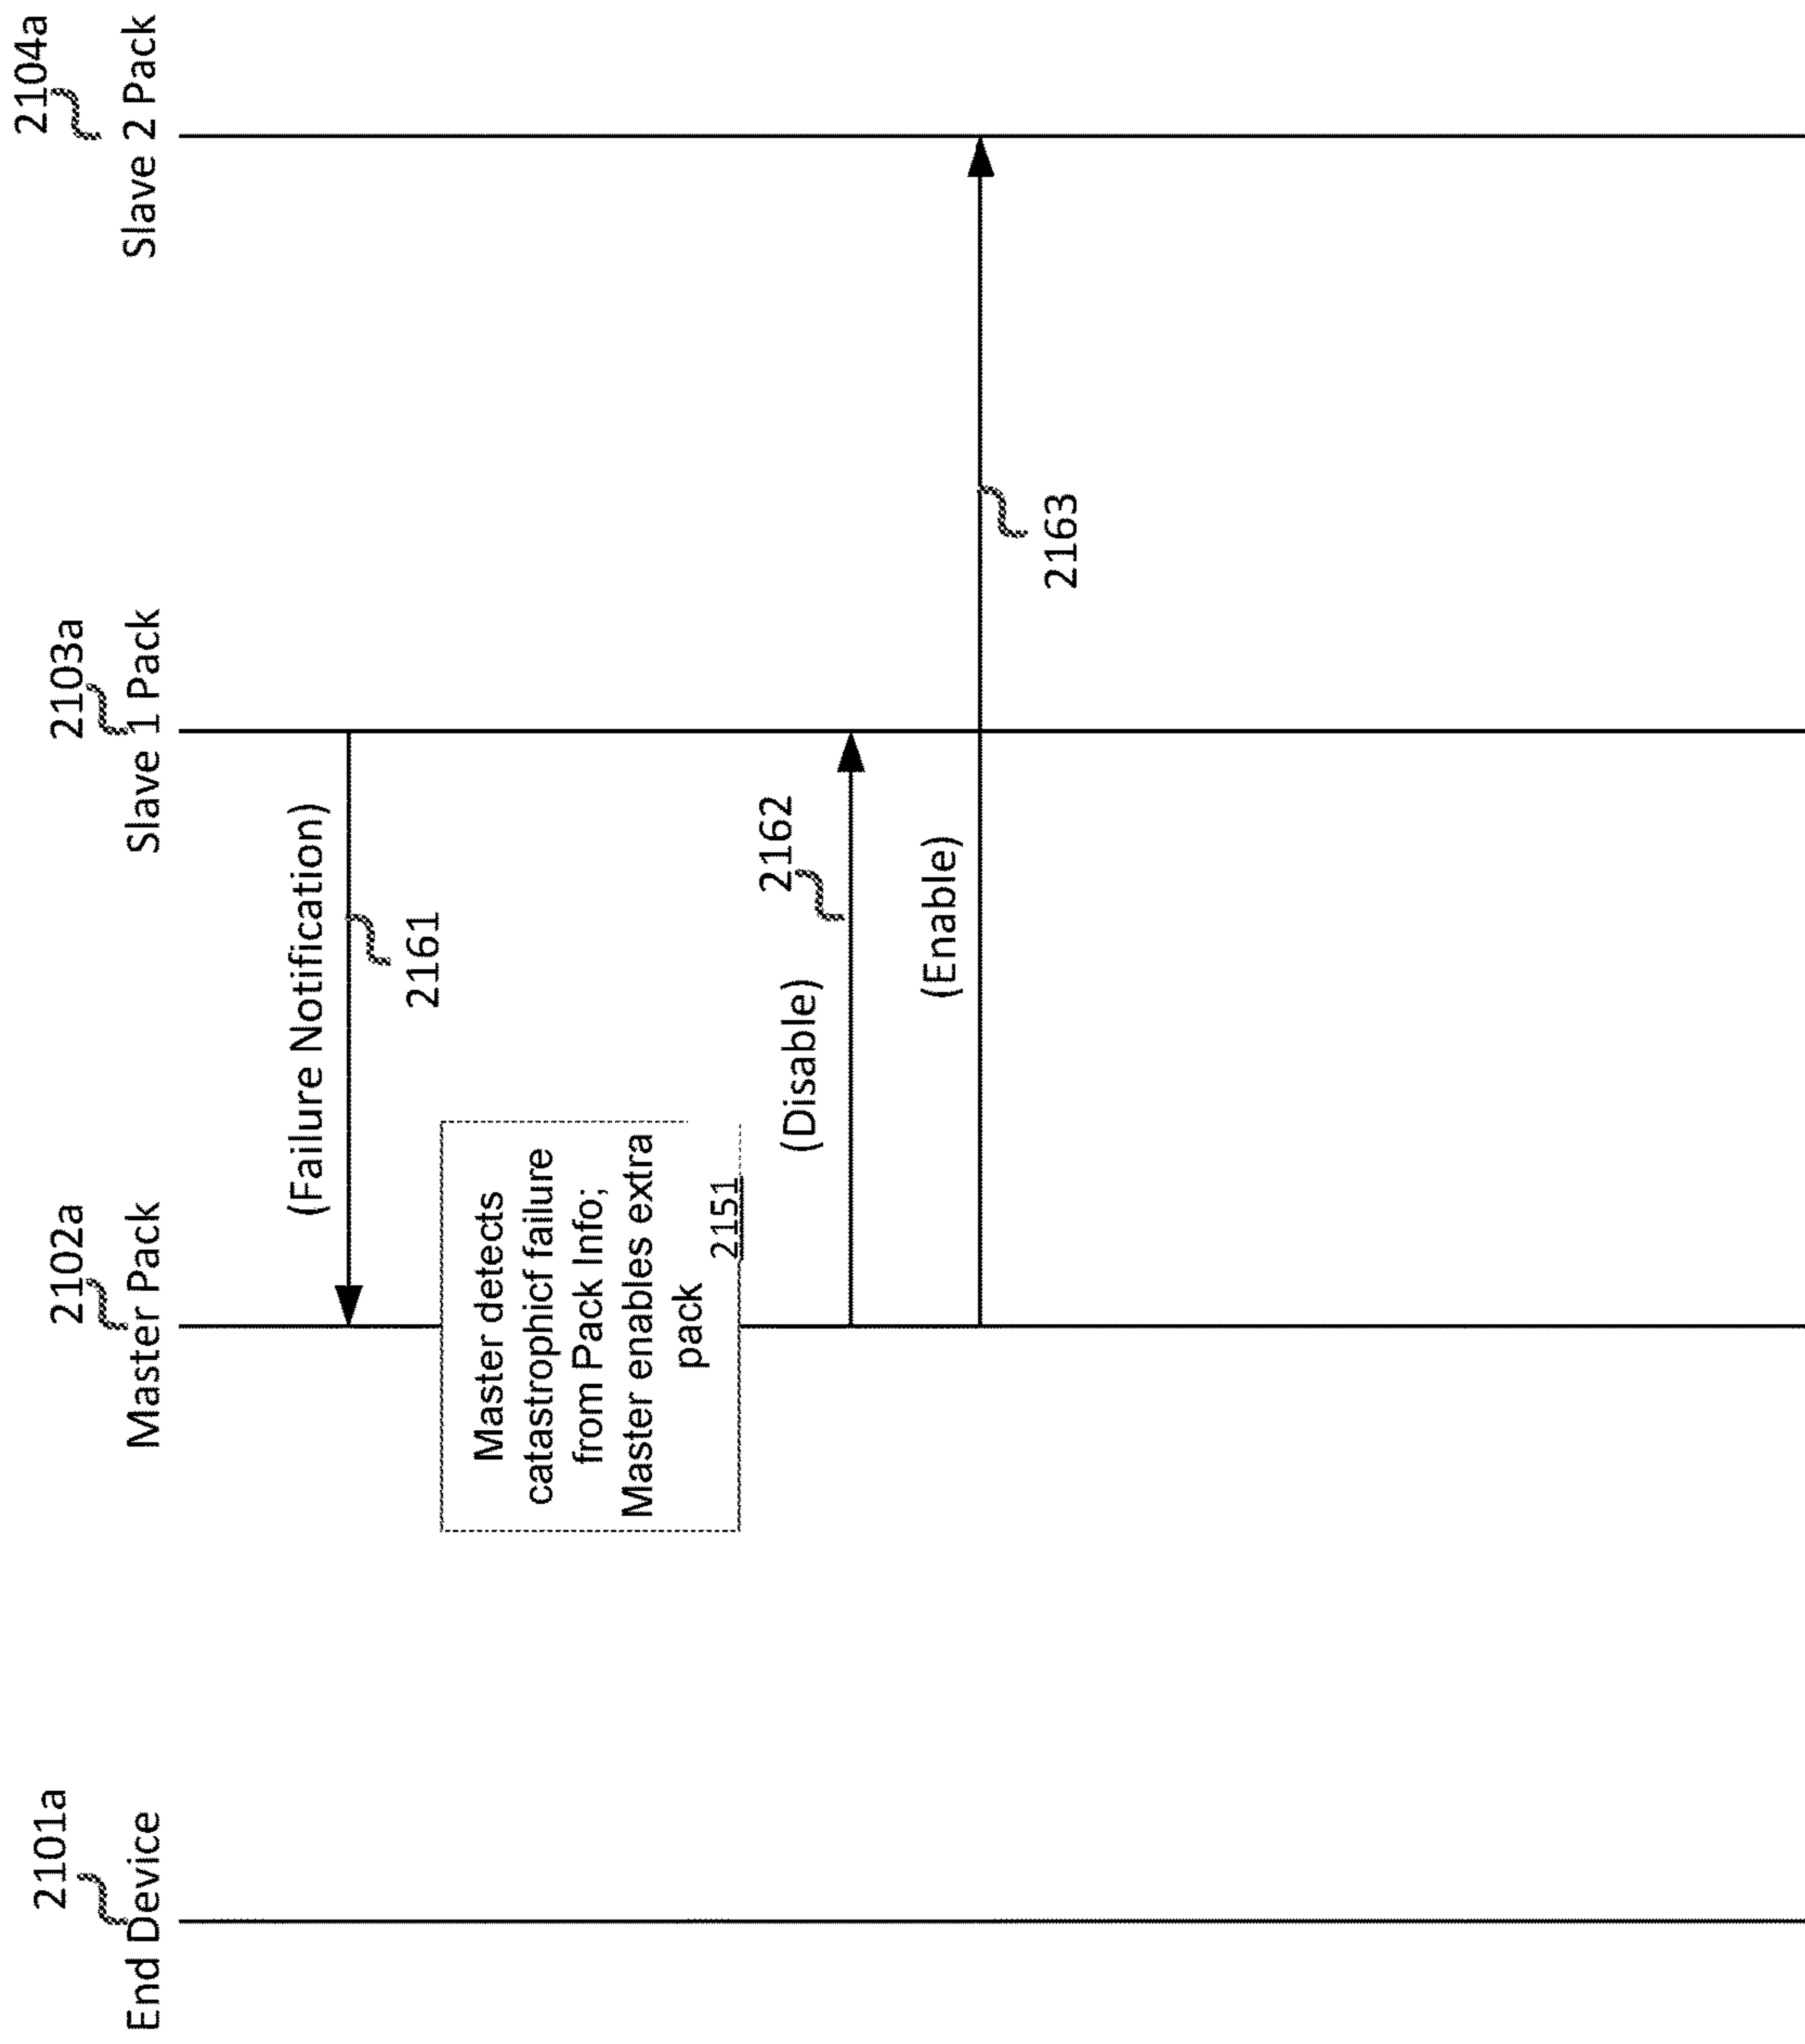 2101a
End Device
2102a
Master Pack
2103a
Slave 1 Pack
2104a
Slave 2 Pack
(Failure Notification)
2161
Master detects
catastrophicf failure
from Pack Info;
Master enables extra
pack
2151
(Disable)
2162
(Enable)
2163